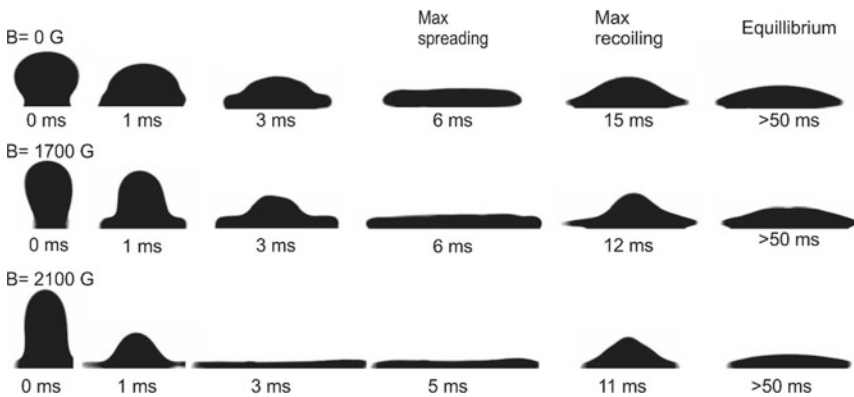 B= 0 G
Max
spreading
Max
recoiling
Equillibrium
0 ms
1 ms
3 ms
6 ms
15 ms
>50 ms
B= 1700 G
0 ms
1 ms
3 ms
6 ms
12 ms
>50 ms
B= 2100 G
0 ms
1 ms
3 ms
5 ms
11 ms
>50 ms